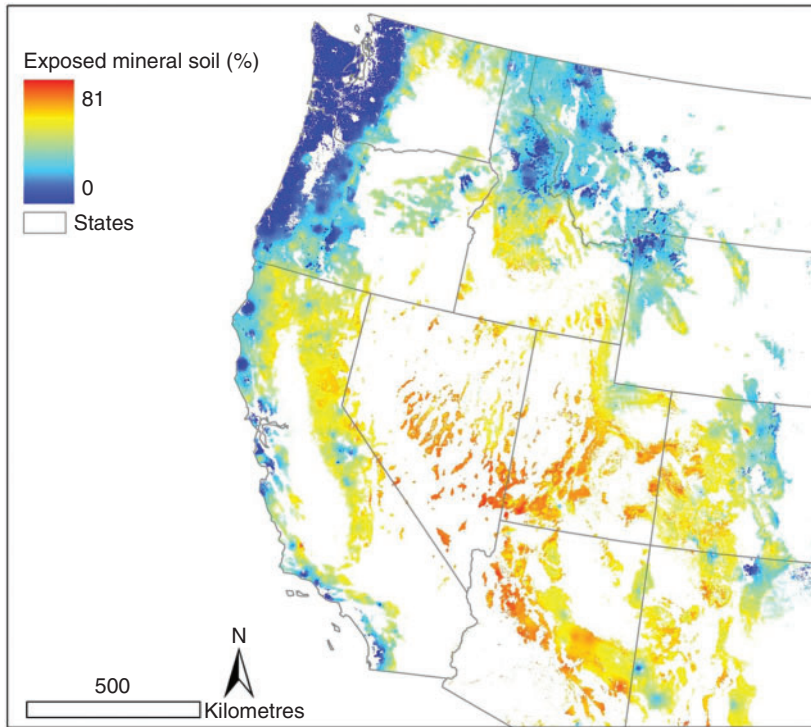 Exposed mineral soil (%)
81
0
States
N
500
Kilometres